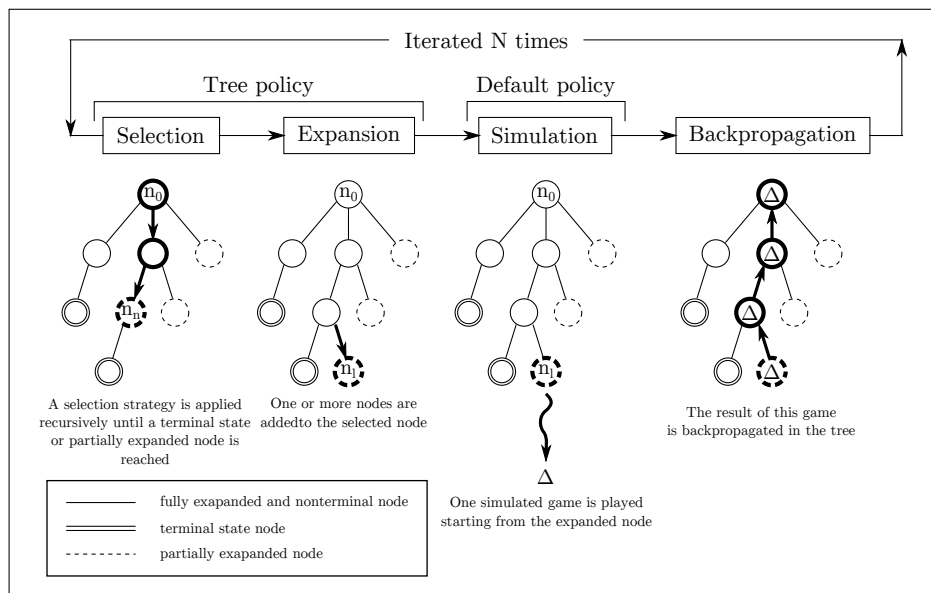 Iterated N times
Tree policy
Default policy
Selection
Expansion
Simulation
Backpropagation
n0
n0
n0
Δ
Δ
nn
Δ
nl
nl
Δ
A selection strategy is applied
recursively until a terminal state
or partially expanded node is
reached
One or more nodes are
addedto the selected node
The result of this game
is backpropagated in the tree
Δ
One simulated game is played
starting from the expanded node
fully exapanded and nonterminal node
terminal state node
partially exapanded node